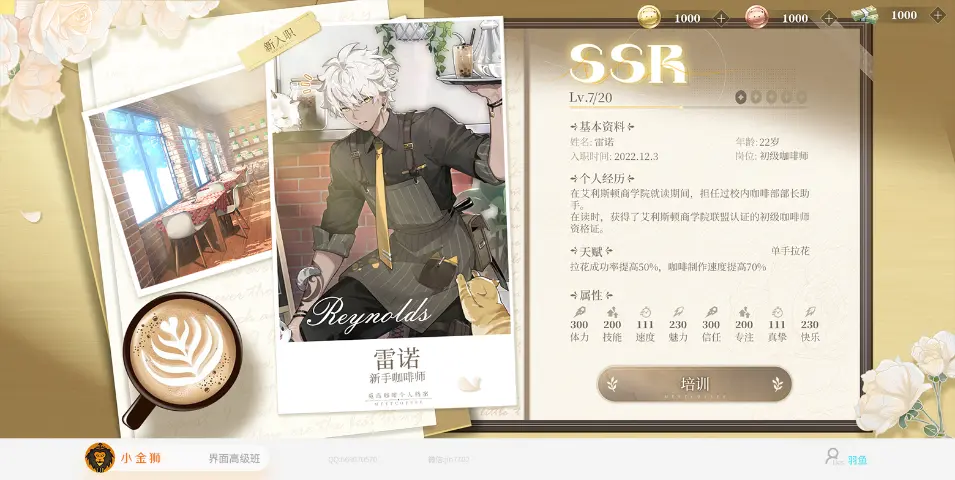 新入职
1000
1000
1000
SSR
Lv.7/20
基本资料
姓名: 雷诺
年龄: 22岁
入职时间: 2022.12.3
岗位: 初级咖啡师
个人经历
在艾利斯顿商学院就读期间，担任过校内咖啡部部长助
手。
在读时，获得了艾利斯顿商学院联盟认证的初级咖啡师
资格证。
天赋
单手拉花
拉花成功率提高50%，咖啡制作速度提高70%
属性
300 200 111 230 300 200 111 230
体力 技能 速度 魅力 信任 专注 真挚 快乐
培训
Reynolds
雷诺
新手咖啡师
小金狮
界面高级班
羽鱼